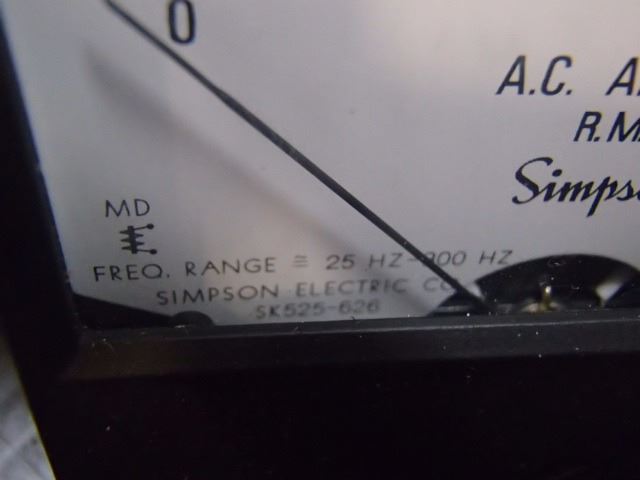 0
A.C.
R.M.
Simps
MD
FREQ. RANGE ≅ 25 HZ- HZ
SIMPSON ELECTRIC CO
SK525-626